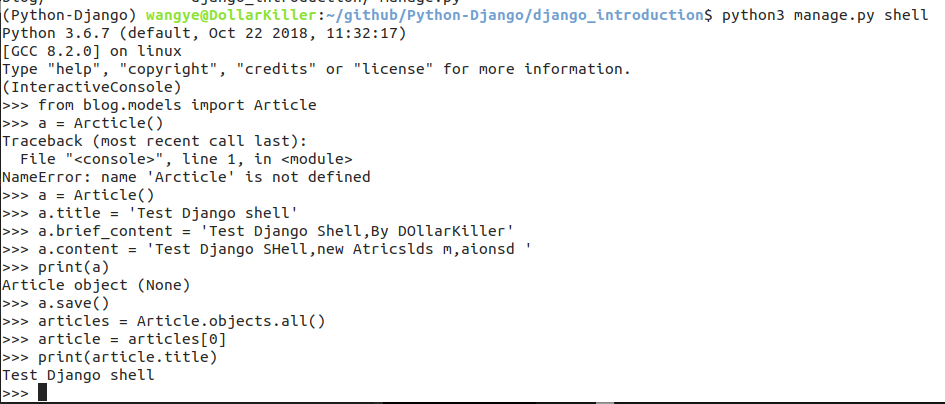 (Python-Django) wangye@DollarKiller:~/github/Python-Django/django_introduction$ python3 manage.py shell
Python 3.6.7 (default, Oct 22 2018, 11:32:17)
[GCC 8.2.0] on linux
Type "help", "copyright", "credits" or "license" for more information.
(InteractiveConsole)
>>> from blog.models import Article
>>> a = Arcticle()
Traceback (most recent call last):
  File "<console>", line 1, in <module>
NameError: name 'Arcticle' is not defined
>>> a = Article()
>>> a.title = 'Test Django shell'
>>> a.brief_content = 'Test Django Shell,By DOllarKiller'
>>> a.content = 'Test Django SHell,new Atricslds m,aionsd '
>>> print(a)
Article object (None)
>>> a.save()
>>> articles = Article.objects.all()
>>> article = articles[0]
>>> print(article.title)
Test Django shell
>>>